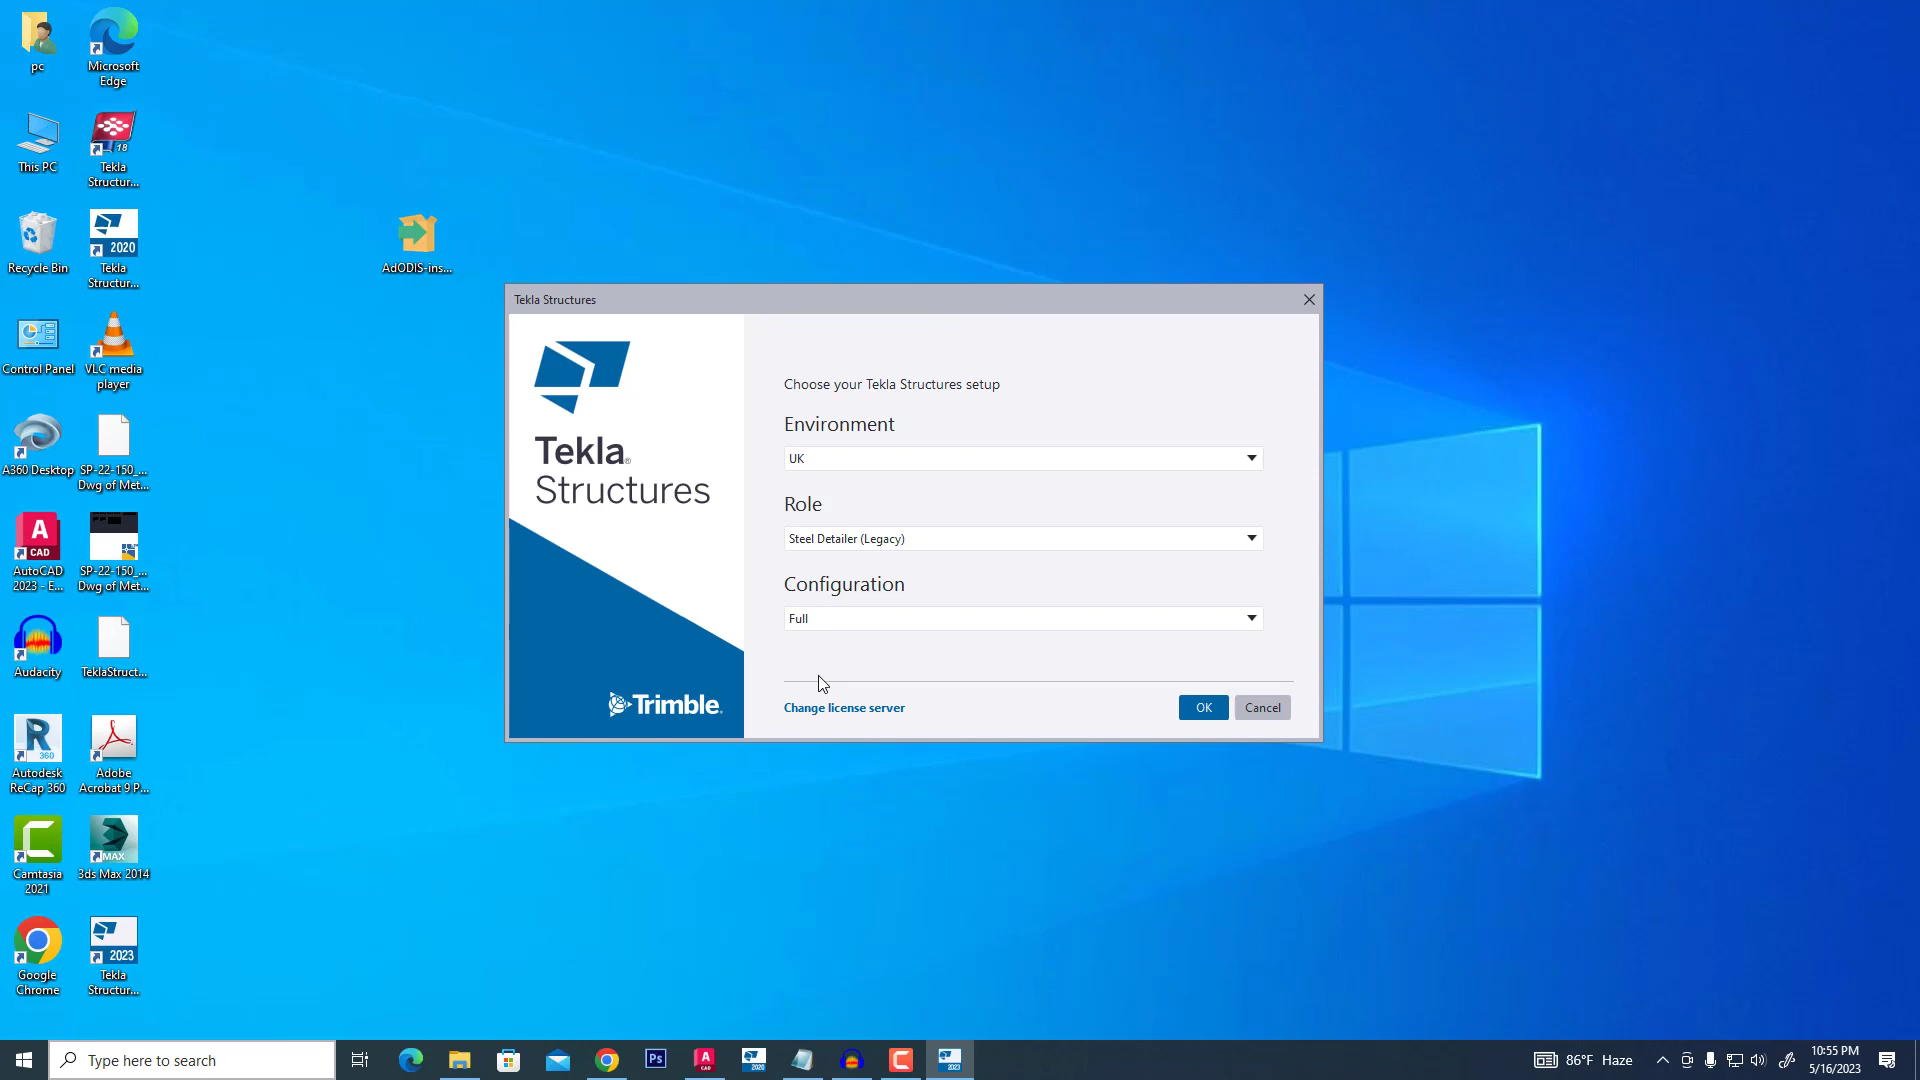 pc
Microsoft
Edge
This PC
18
Tekla
Structur...
Recycle Bin
2020
Tekla
Structur...
AdODIS-ins...
Control Panel
VLC media
player
A360 Desktop
SP-22-150_...
Dwg of Met...
A
CAD
AutoCAD
2023 - E...
SP-22-150_...
Dwg of Met...
Audacity
TeklaStruct...
R
360
Autodesk
ReCap 360
Adobe
Acrobat 9 P...
Camtasia
2021
MAX
3ds Max 2014
Google
Chrome
2023
Tekla
Structur...
Tekla Structures
Tekla®
Structures
Trimble.
Choose your Tekla Structures setup
Environment
UK
Role
Steel Detailer (Legacy)
Configuration
Full
Change license server
OK
Cancel
Type here to search
Ps
A
CAD
2020
2023
86°F Haze
10:55 PM
5/16/2023